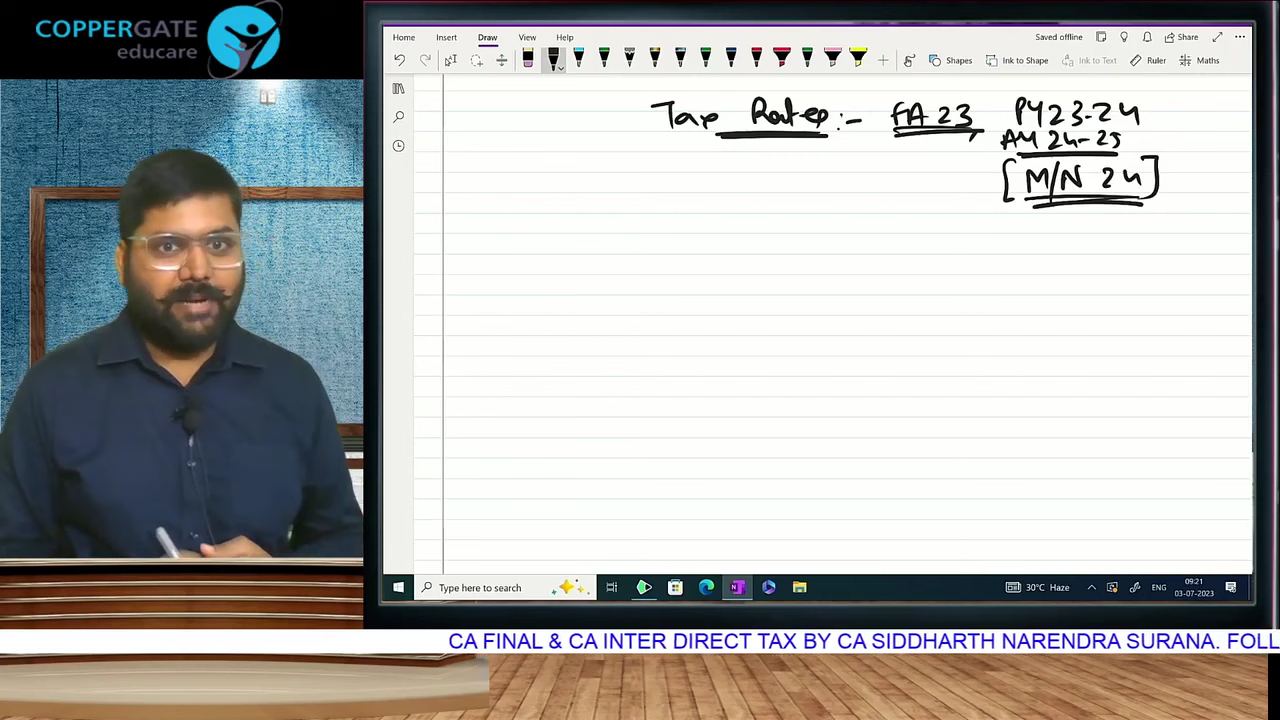 COPPERGATE
educare
Home Insert Draw View Help
Saved offline
Share
Shapes
Ink to Shape
Ink to Text
Ruler
Maths
Tax Rates :- FA 23 PY 23-24
AY 24-25
[M/N 24]
Type here to search
30°C Haze
ENG
09:21
03-07-2023
CA FINAL & CA INTER DIRECT TAX BY CA SIDDHARTH NARENDRA SURANA. FOLL